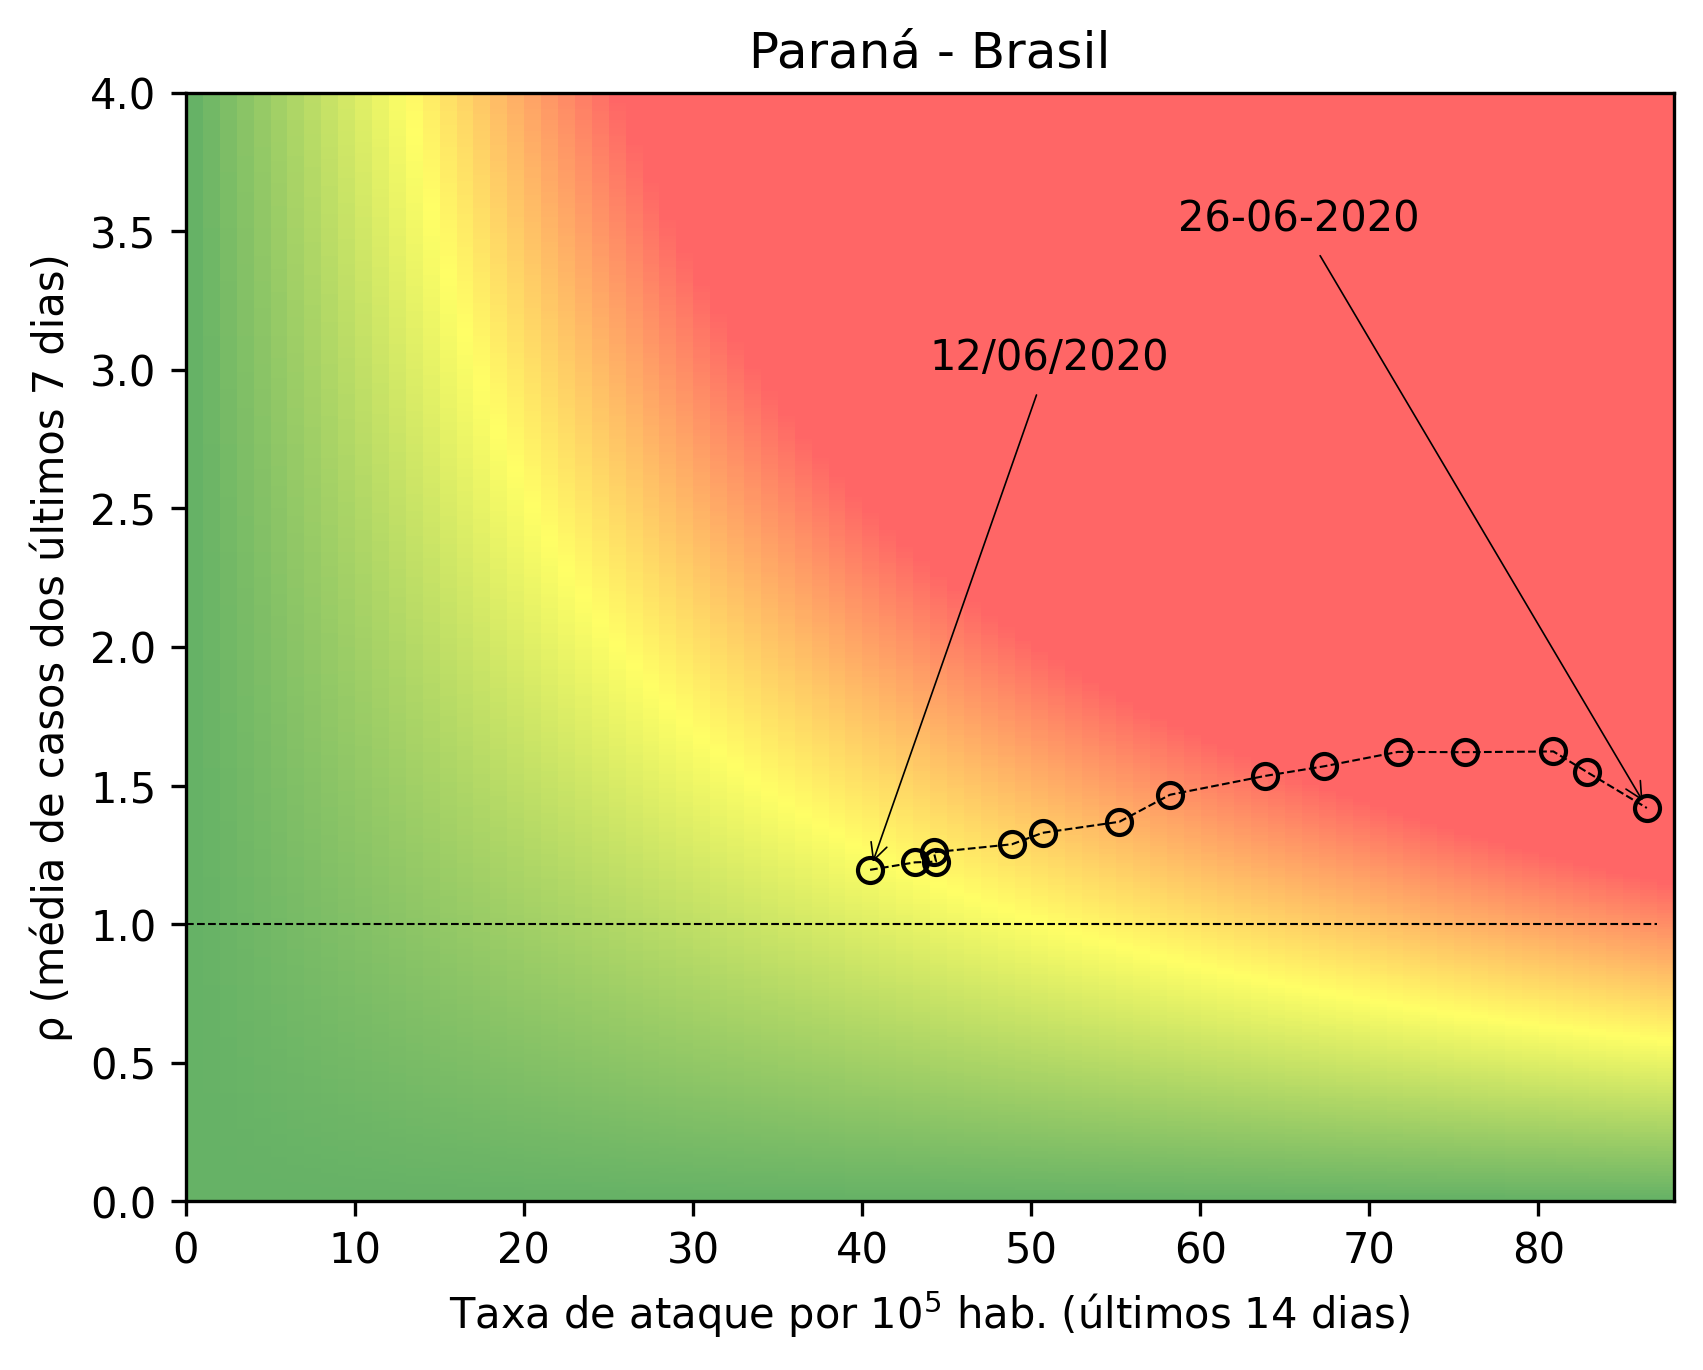 Paraná - Brasil
4.0
3.5
3.0
2.5
2.0
1.5
1.0
0.5
0.0
ρ (média de casos dos últimos 7 dias)
26-06-2020
12/06/2020
0 10 20 30 40 50 60 70 80
Taxa de ataque por 10⁵ hab. (últimos 14 dias)